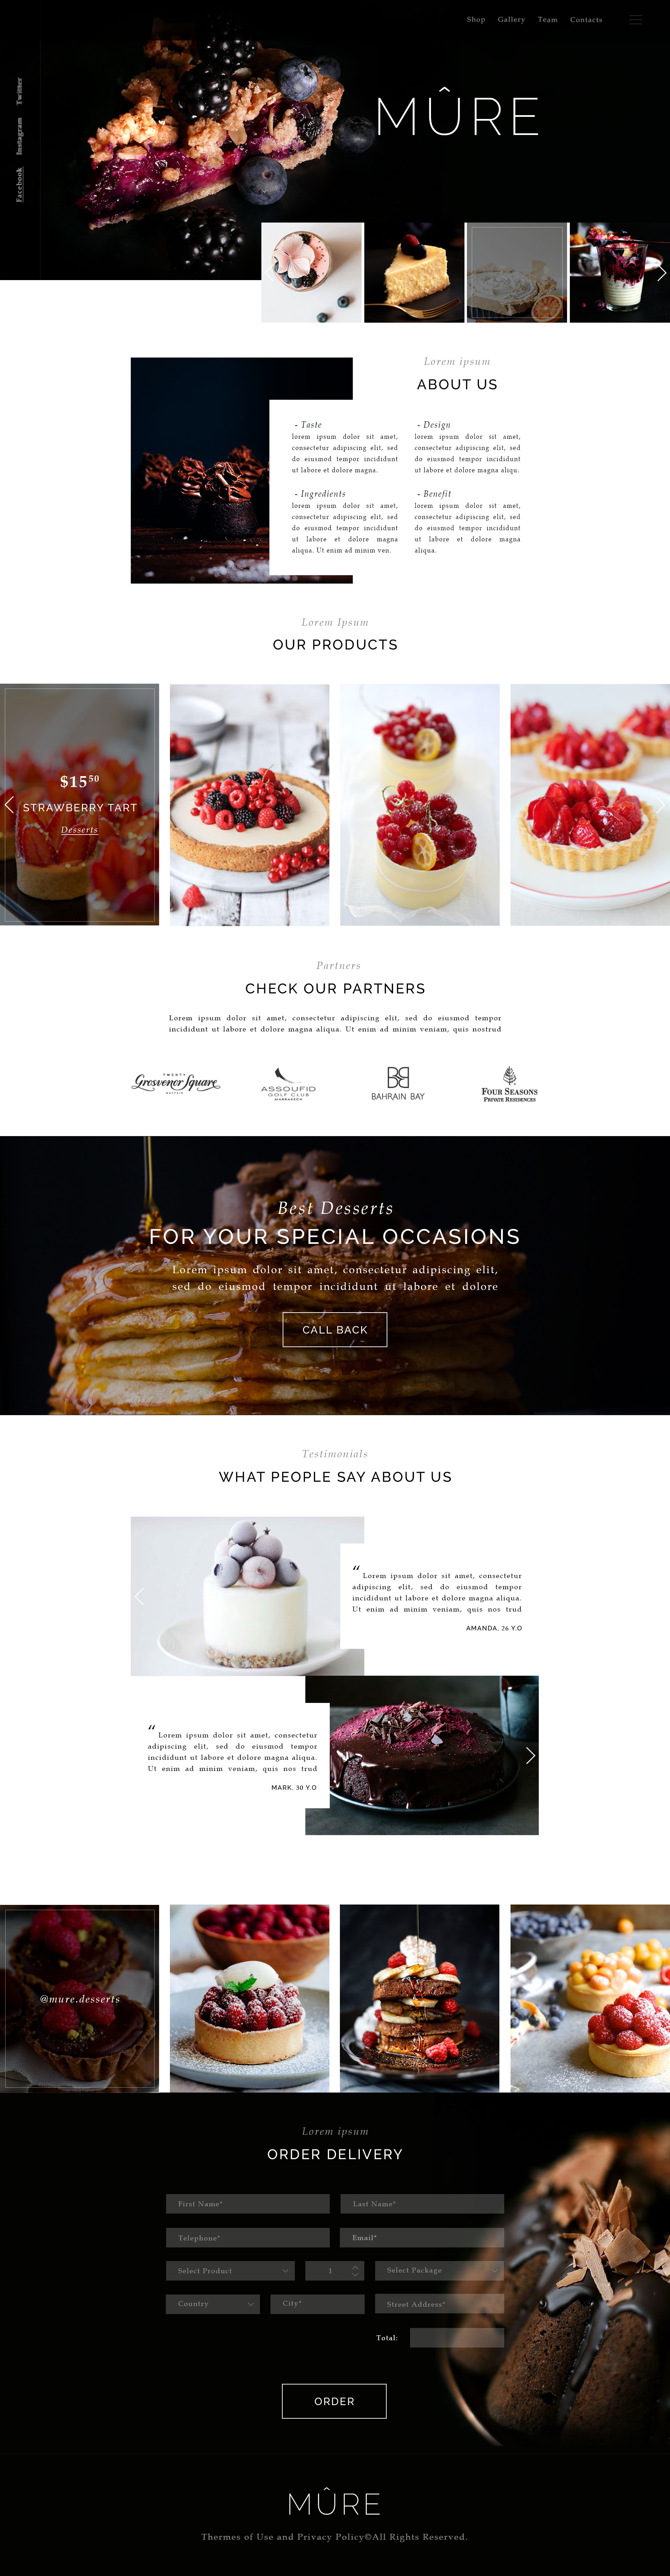 Shop Gallery Team Contacts
Twitter
Instagram
Facebook
MÛRE
Lorem ipsum
ABOUT US
- Taste
lorem ipsum dolor sit amet,
consectetur adipiscing elit, sed
do eiusmod tempor incididunt
ut labore et dolore magna.
- Design
lorem ipsum dolor sit amet,
consectetur adipiscing elit, sed
do eiusmod tempor incididunt
ut labore et dolore magna aliqu.
- Ingredients
lorem ipsum dolor sit amet,
consectetur adipiscing elit, sed
do eiusmod tempor incididunt
ut labore et dolore magna
aliqua. Ut enim ad minim ven.
- Benefit
lorem ipsum dolor sit amet,
consectetur adipiscing elit, sed
do eiusmod tempor incididunt
ut labore et dolore magna
aliqua.
Lorem Ipsum
OUR PRODUCTS
$15 50
STRAWBERRY TART
Desserts
Partners
CHECK OUR PARTNERS
Lorem ipsum dolor sit amet, consectetur adipiscing elit, sed do eiusmod tempor
incididunt ut labore et dolore magna aliqua. Ut enim ad minim veniam, quis nostrud
TWENTY
Grosvenor Square
MAYFAIR
ASSOUFID
GOLF CLUB
MARRAKECH
BAHRAIN BAY
FOUR SEASONS
PRIVATE RESIDENCES
Best Desserts
FOR YOUR SPECIAL OCCASIONS
Lorem ipsum dolor sit amet, consectetur adipiscing elit,
sed do eiusmod tempor incididunt ut labore et dolore
CALL BACK
Testimonials
WHAT PEOPLE SAY ABOUT US
“ Lorem ipsum dolor sit amet, consectetur
adipiscing elit, sed do eiusmod tempor
incididunt ut labore et dolore magna aliqua.
Ut enim ad minim veniam, quis nos trud
AMANDA, 26 Y.O
“ Lorem ipsum dolor sit amet, consectetur
adipiscing elit, sed do eiusmod tempor
incididunt ut labore et dolore magna aliqua.
Ut enim ad minim veniam, quis nos trud
MARK, 30 Y.O
@mure.desserts
Lorem ipsum
ORDER DELIVERY
First Name* Last Name*
Telephone* Email*
Select Product 1 Select Package
Country City* Street Address*
Total:
ORDER
MÛRE
Thermes of Use and Privacy Policy©All Rights Reserved.